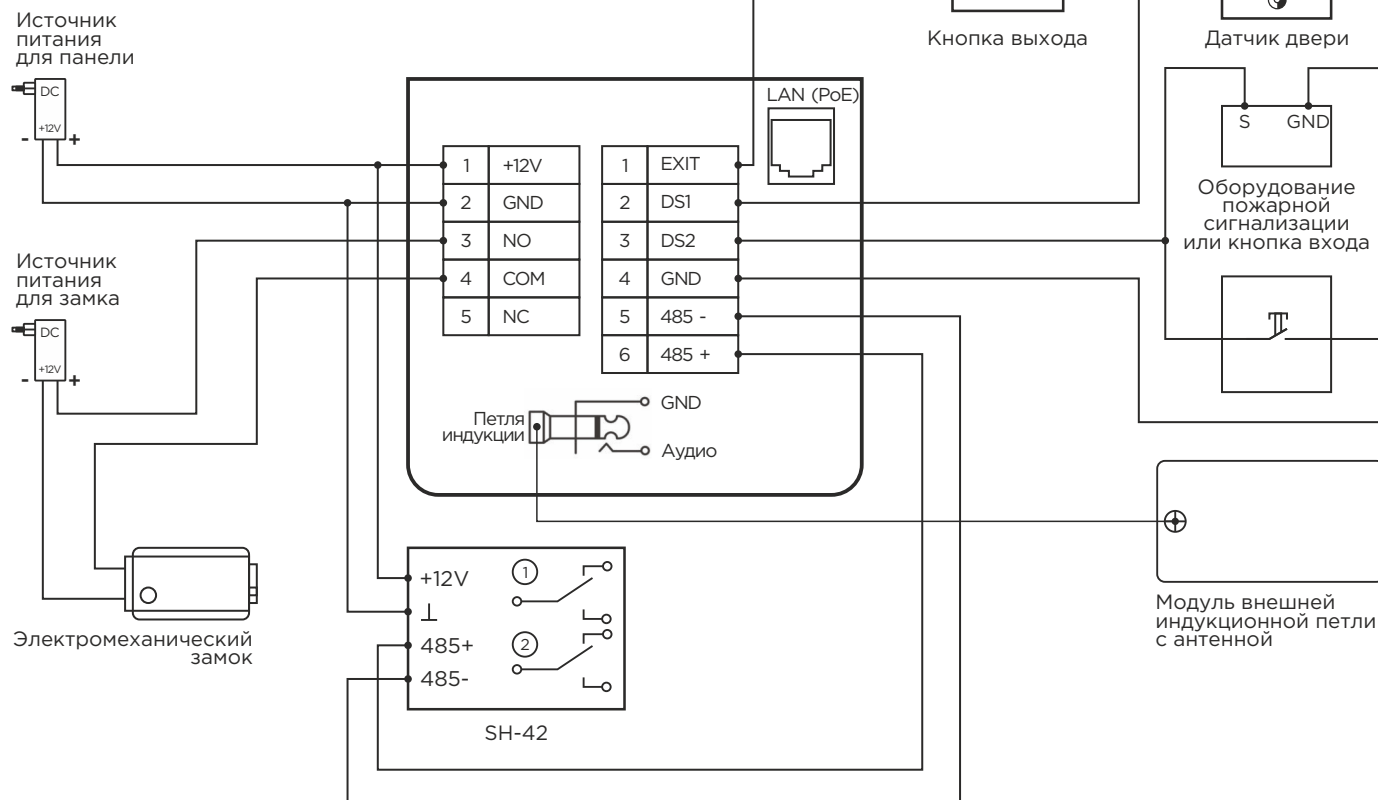 Источник
питания
для панели
DC
+12V
- +
Кнопка выхода
Датчик двери
S GND
Оборудование
пожарной
сигнализации
или кнопка входа
LAN (PoE)
1 +12V
2 GND
3 NO
4 COM
5 NC
1 EXIT
2 DS1
3 DS2
4 GND
5 485 -
6 485 +
Источник
питания
для замка
DC
+12V
- +
Петля
индукции
GND
Аудио
Электромеханический
замок
+12V
⊥
485+
485-
1
2
SH-42
Модуль внешней
индукционной петли
с антенной